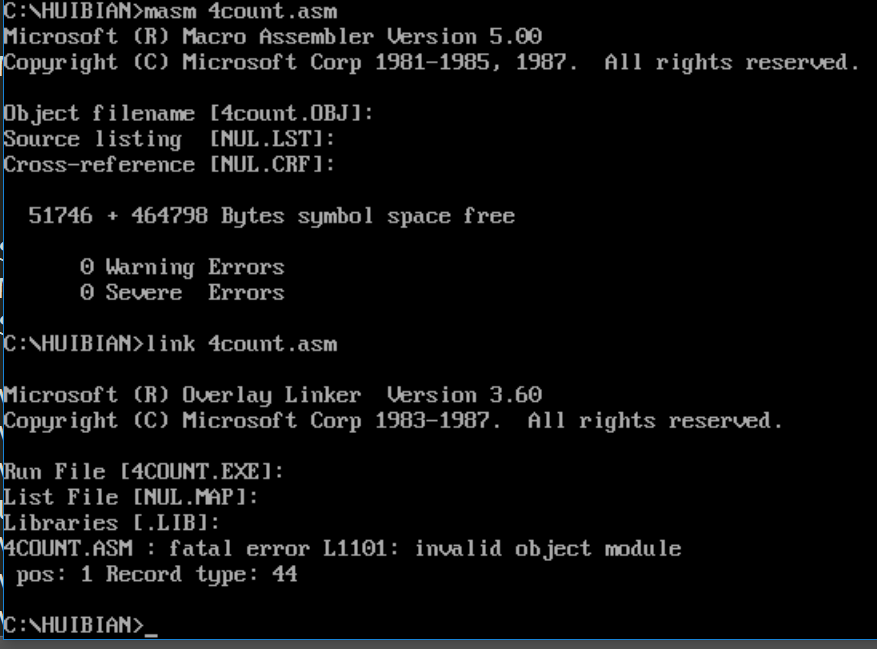 C:\HUIBIAN>masm 4count.asm
Microsoft (R) Macro Assembler Version 5.00
Copyright (C) Microsoft Corp 1981-1985, 1987.  All rights reserved.
Object filename [4count.OBJ]:
Source listing  [NUL.LST]:
Cross-reference [NUL.CRF]:
51746 + 464798 Bytes symbol space free
0 Warning Errors
0 Severe  Errors
C:\HUIBIAN>link 4count.asm
Microsoft (R) Overlay Linker  Version 3.60
Copyright (C) Microsoft Corp 1983-1987.  All rights reserved.
Run File [4COUNT.EXE]:
List File [NUL.MAP]:
Libraries [.LIB]:
4COUNT.ASM : fatal error L1101: invalid object module
pos: 1 Record type: 44
C:\HUIBIAN>_